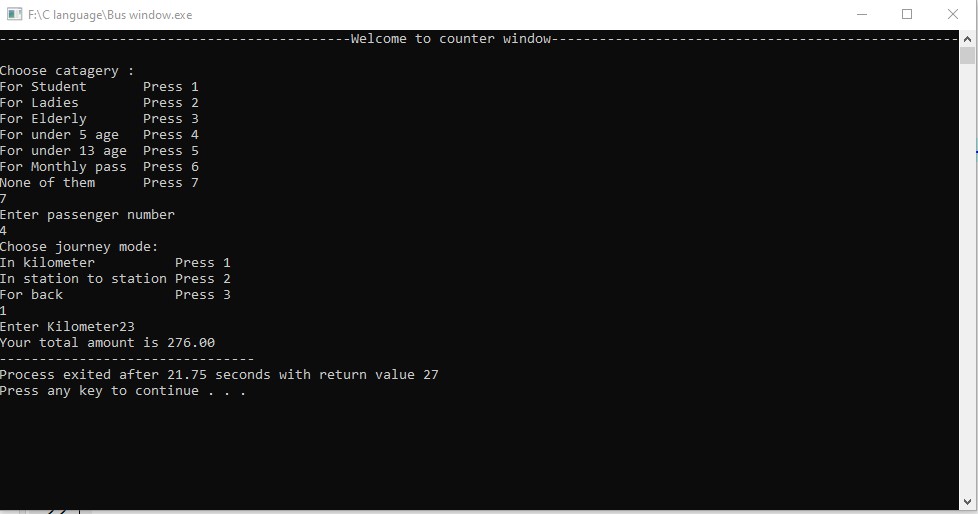 F:\C language\Bus window.exe
--------------------------------------------Welcome to counter window---------------------------------------------------
Choose catagery :
For Student       Press 1
For Ladies        Press 2
For Elderly       Press 3
For under 5 age   Press 4
For under 13 age  Press 5
For Monthly pass  Press 6
None of them      Press 7
7
Enter passenger number
4
Choose journey mode:
In kilometer          Press 1
In station to station Press 2
For back              Press 3
1
Enter Kilometer23
Your total amount is 276.00
--------------------------------
Process exited after 21.75 seconds with return value 27
Press any key to continue . . .